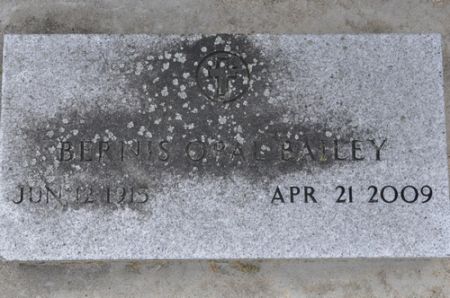 BERNIS OPAL BAILEY
JUN 12 1915 APR 21 2009